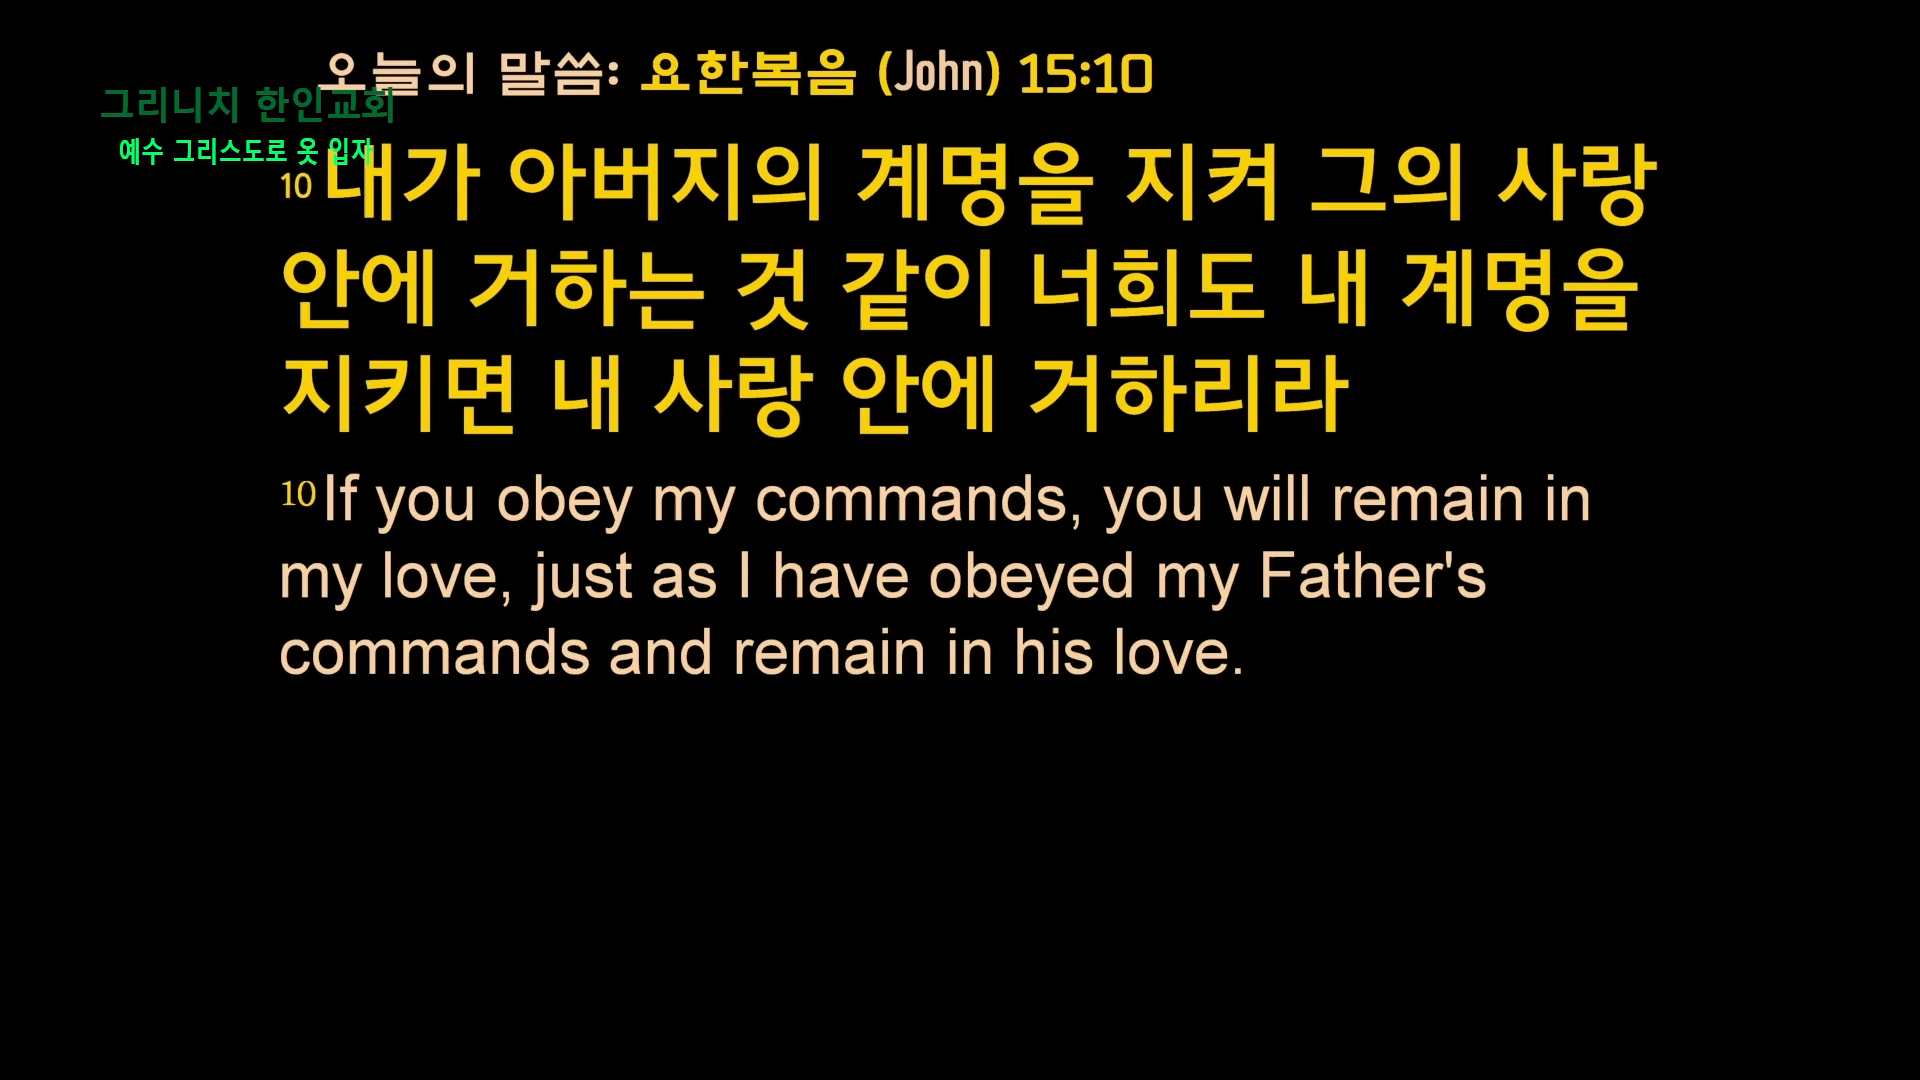 오늘의 말씀: 요한복음 (John) 15:10
그리니치 한인교회
예수 그리스도로 옷 입자
10 내가 아버지의 계명을 지켜 그의 사랑
안에 거하는 것 같이 너희도 내 계명을
지키면 내 사랑 안에 거하리라
10 If you obey my commands, you will remain in
my love, just as I have obeyed my Father's
commands and remain in his love.